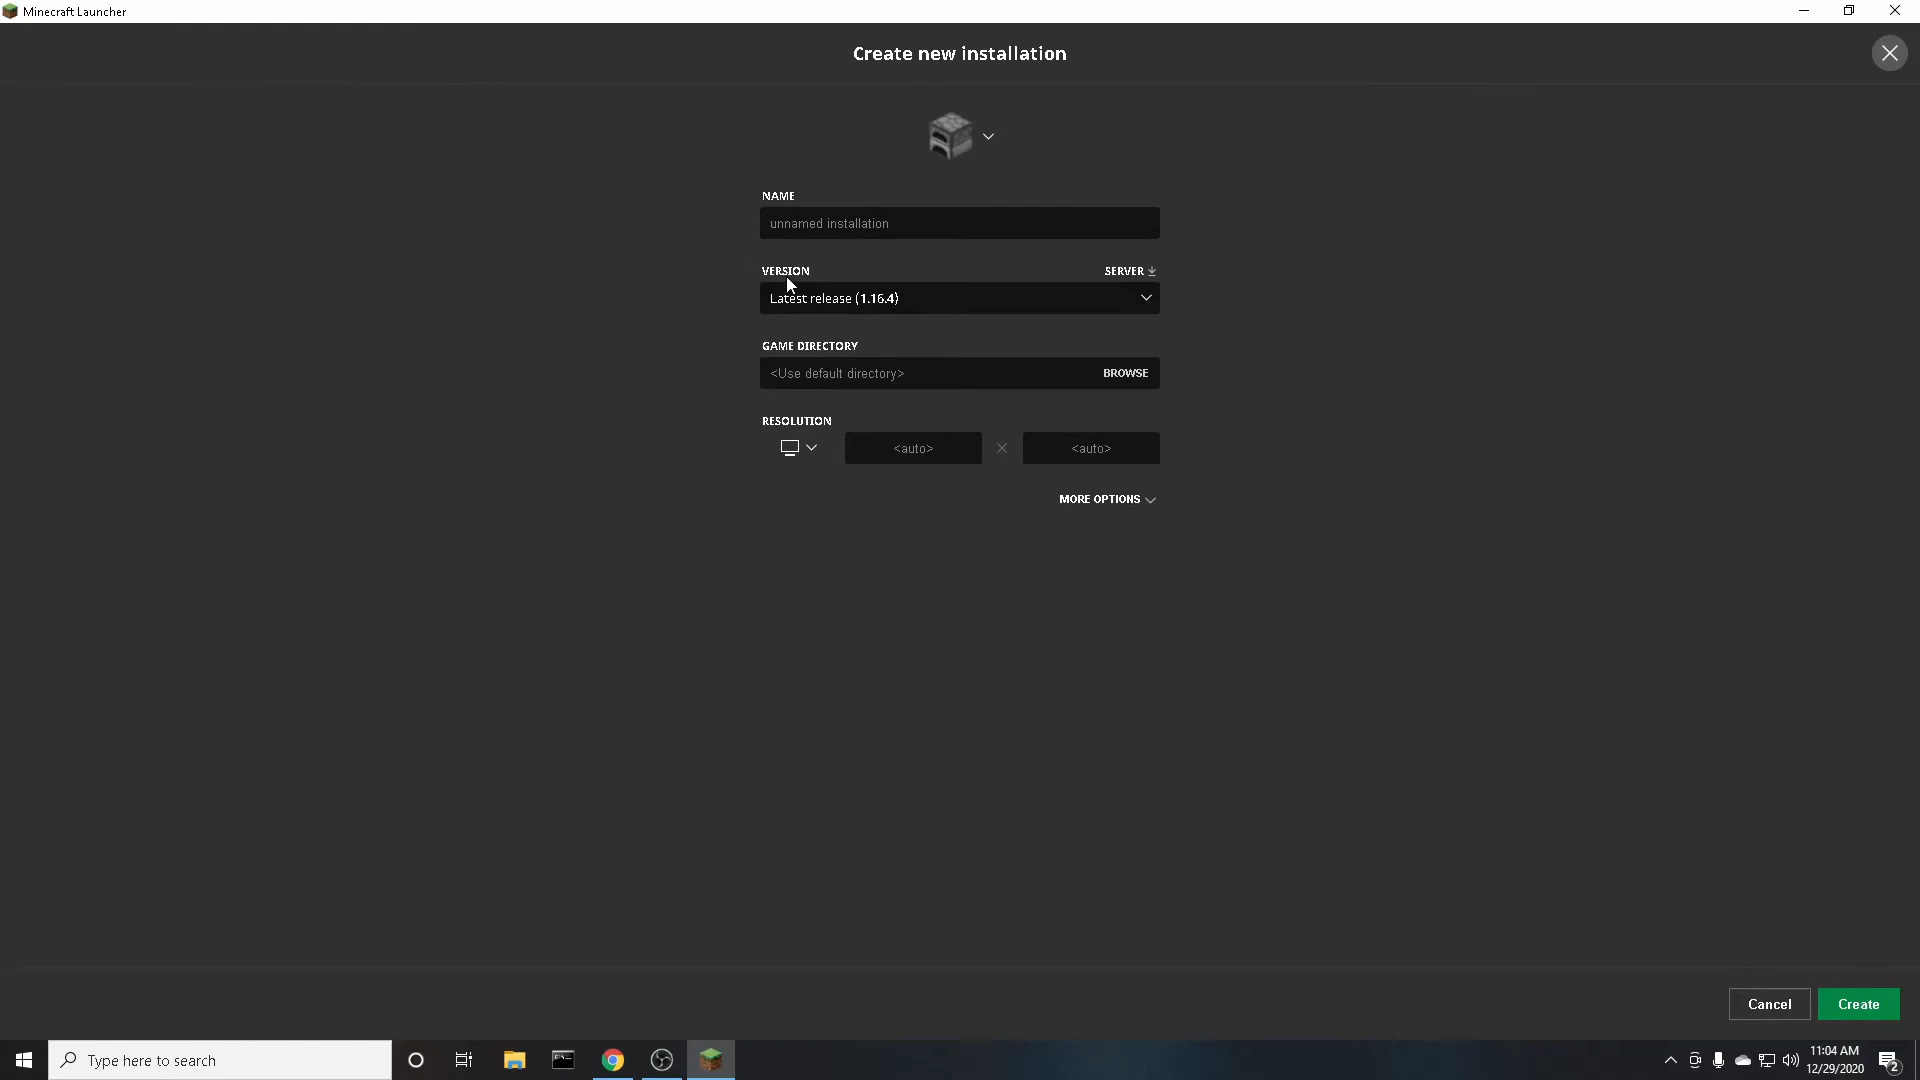 Minecraft Launcher
Create new installation
NAME
unnamed installation
VERSION
SERVER
Latest release (1.16.4)
GAME DIRECTORY
<Use default directory>
BROWSE
RESOLUTION
<auto>
<auto>
MORE OPTIONS
Cancel
Create
Type here to search
11:04 AM
12/29/2020
2